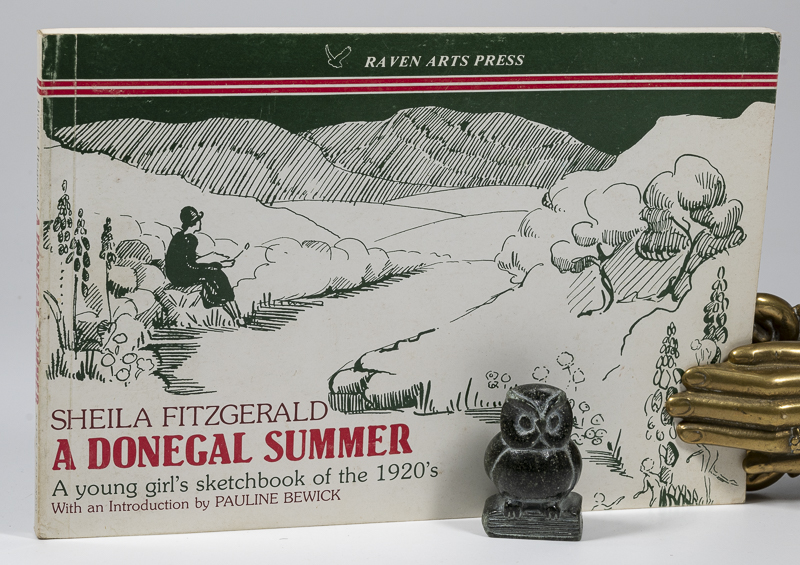 RAVEN ARTS PRESS
SHEILA FITZGERALD
A DONEGAL SUMMER
A young girl's sketchbook of the 1920's
With an Introduction by PAULINE BEWICK